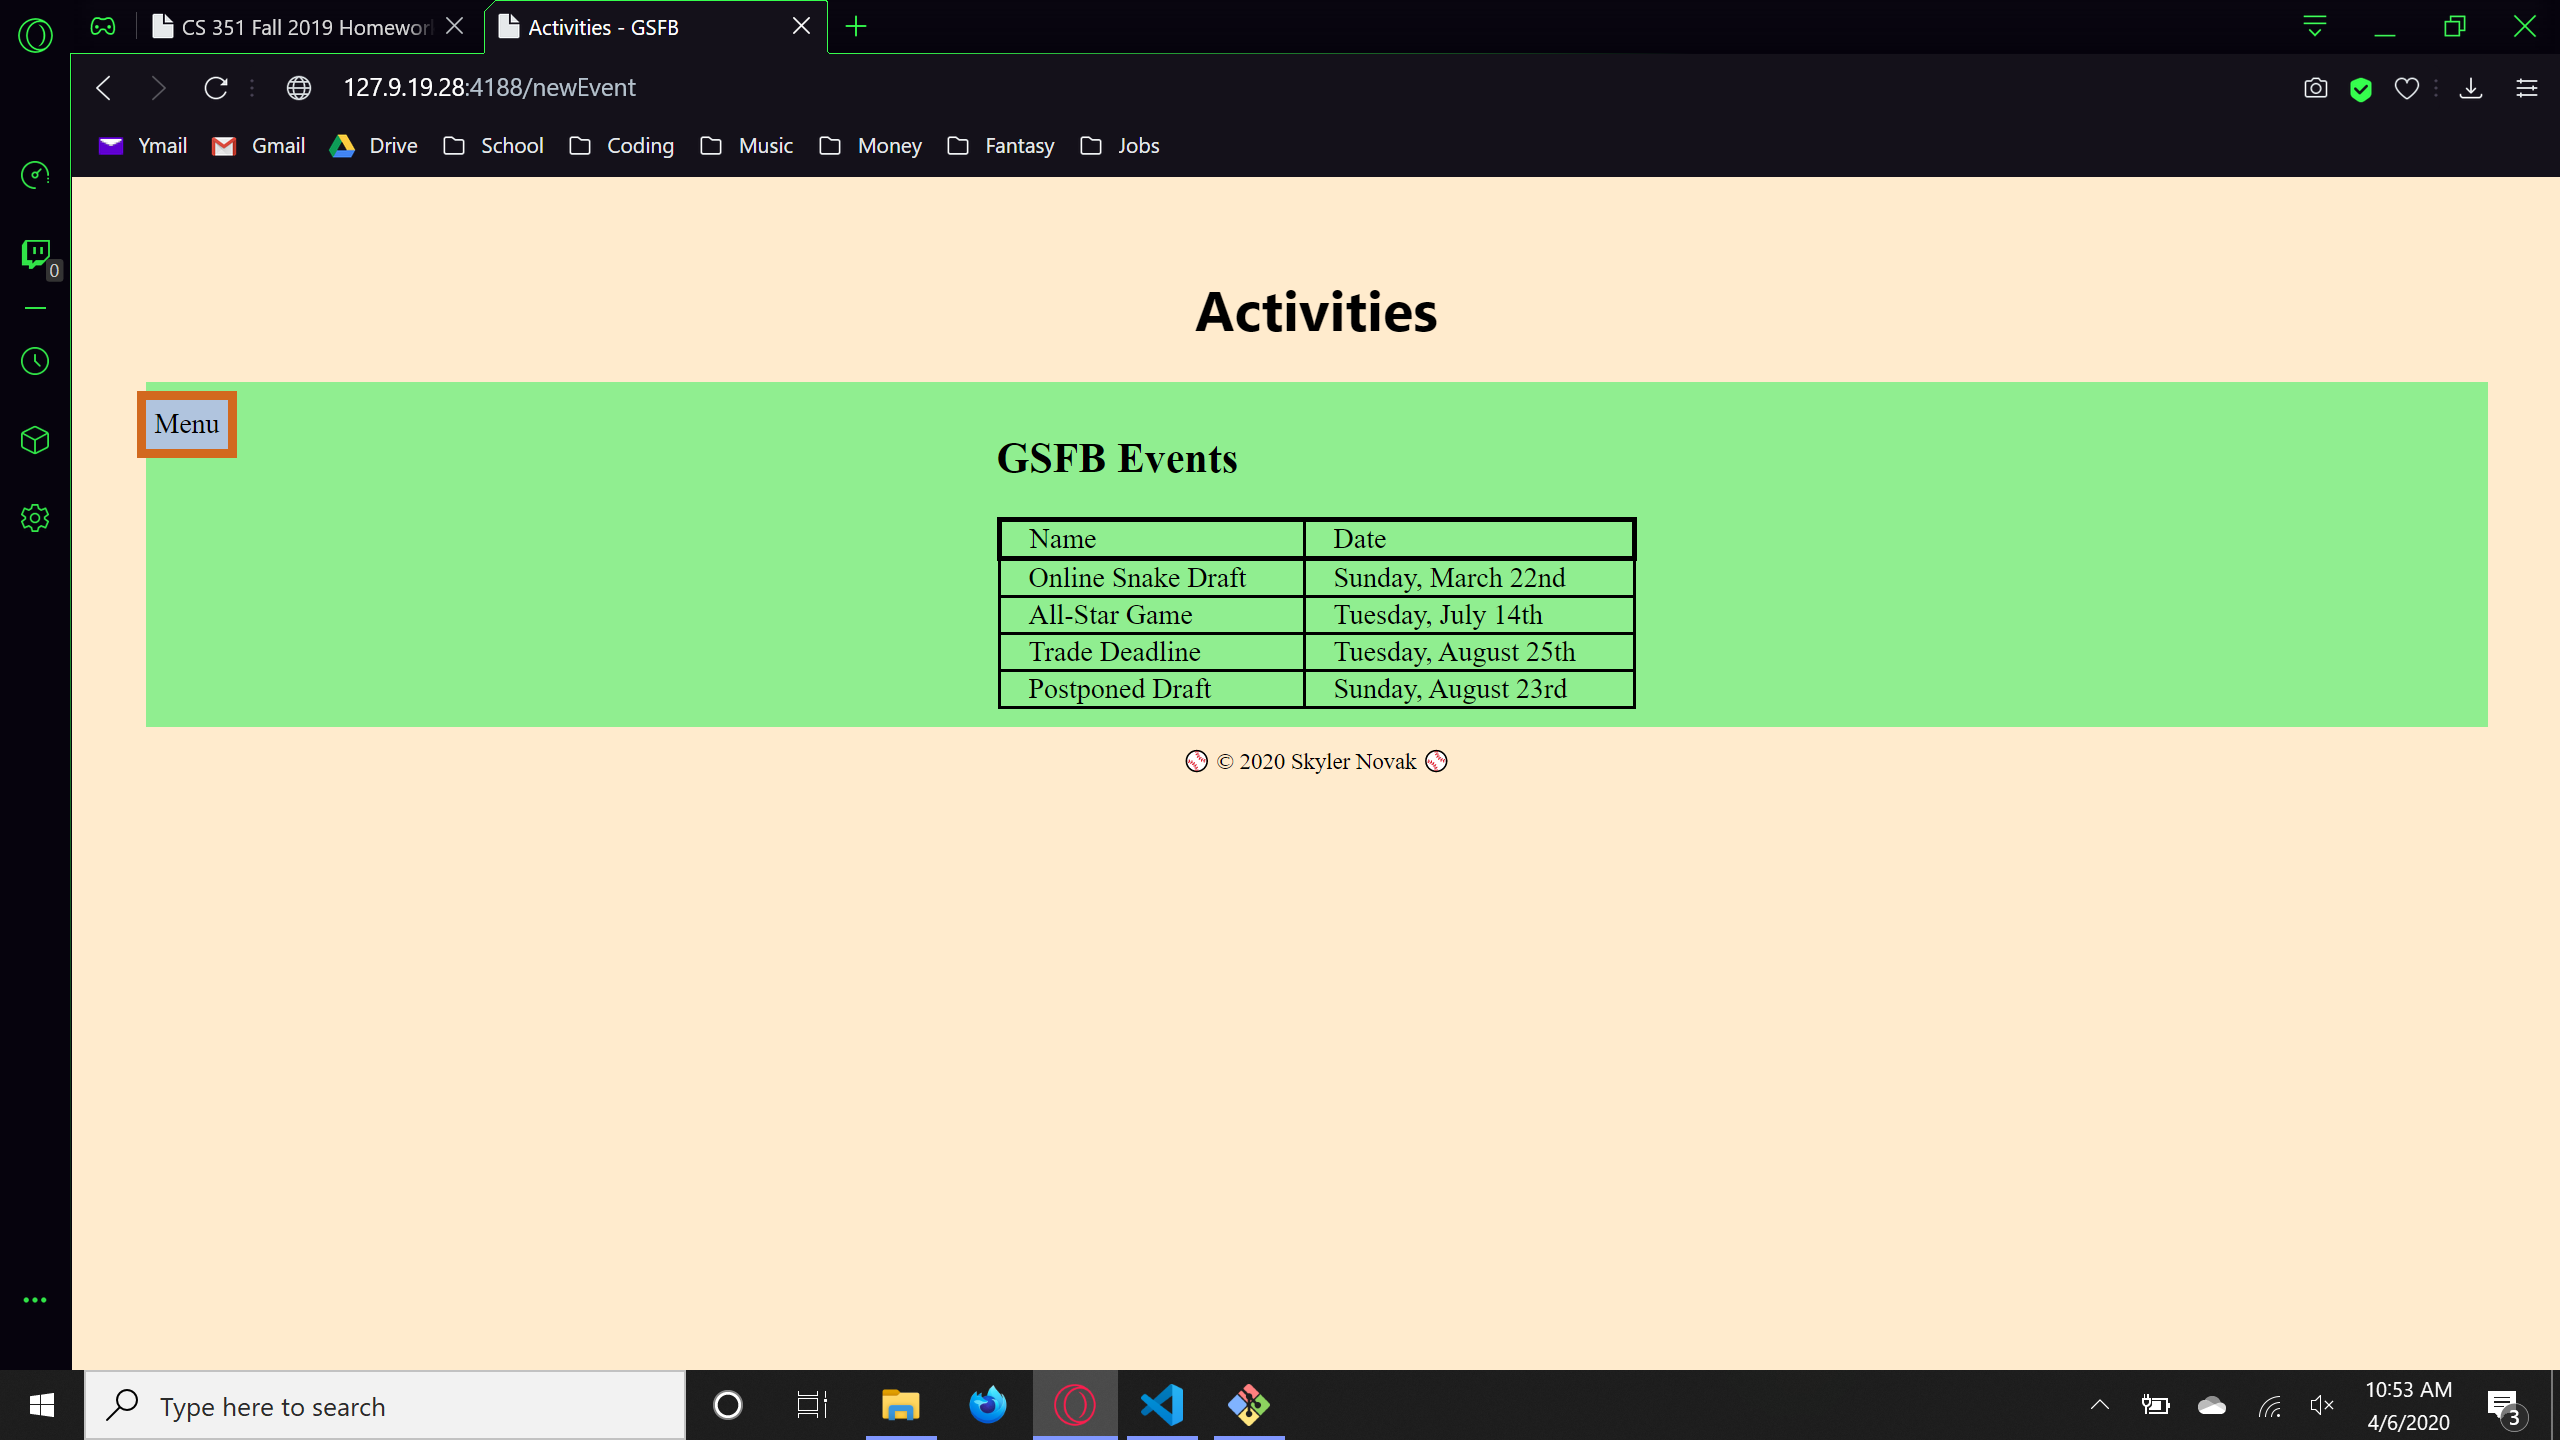 CS 351 Fall 2019 Homewor
Activities - GSFB
127.9.19.28:4188/newEvent
Ymail Gmail Drive School Coding Music Money Fantasy Jobs
0
Activities
Menu
GSFB Events
Name Date
Online Snake Draft Sunday, March 22nd
All-Star Game Tuesday, July 14th
Trade Deadline Tuesday, August 25th
Postponed Draft Sunday, August 23rd
© 2020 Skyler Novak
Type here to search
10:53 AM
4/6/2020
3